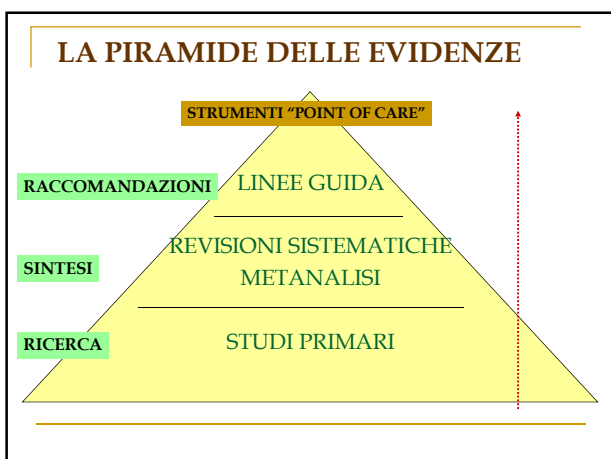 LA PIRAMIDE DELLE EVIDENZE
STRUMENTI “POINT OF CARE”
RACCOMANDAZIONI
LINEE GUIDA
SINTESI
REVISIONI SISTEMATICHE
METANALISI
RICERCA
STUDI PRIMARI